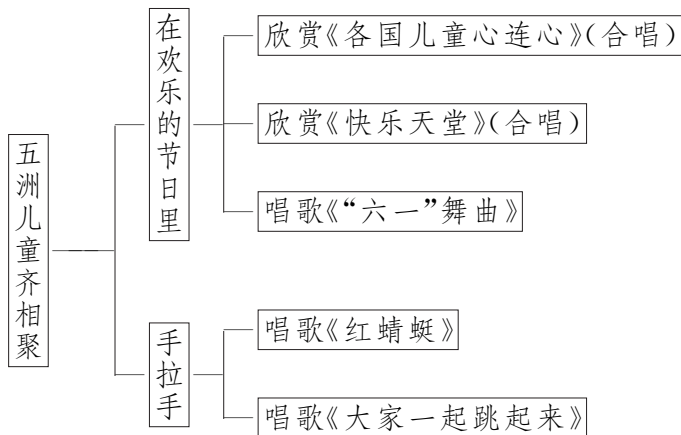 五洲儿童齐相聚
在欢乐的节日里
欣赏《各国儿童心连心》(合唱)
欣赏《快乐天堂》(合唱)
唱歌《“六一”舞曲》
手拉手
唱歌《红蜻蜓》
唱歌《大家一起跳起来》